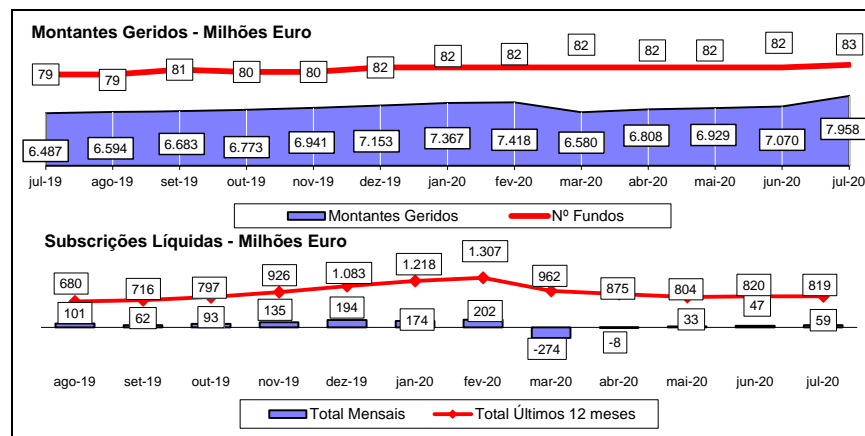 Montantes Geridos - Milhões Euro
79 79 81 80 80 82 82 82 82 82 82 82 83
6.487 6.594 6.683 6.773 6.941 7.153 7.367 7.418 6.580 6.808 6.929 7.070 7.958
jul-19 ago-19 set-19 out-19 nov-19 dez-19 jan-20 fev-20 mar-20 abr-20 mai-20 jun-20 jul-20
Montantes Geridos Nº Fundos
Subscrições Líquidas - Milhões Euro
680 716 797 926 1.083 1.218 1.307 962 875 804 820 819
101 62 93 135 194 174 202 -274 -8 33 47 59
ago-19 set-19 out-19 nov-19 dez-19 jan-20 fev-20 mar-20 abr-20 mai-20 jun-20 jul-20
Total Mensais Total Últimos 12 meses